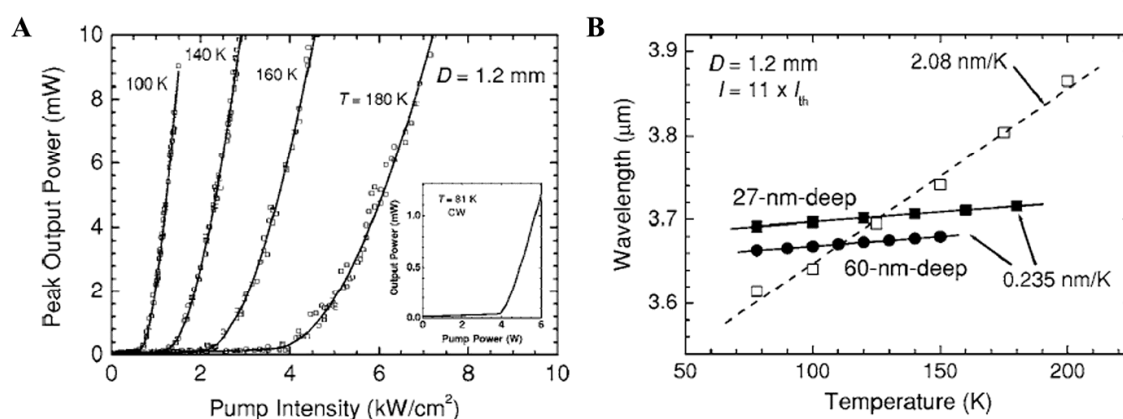 A
10
8
6
4
2
0
Peak Output Power (mW)
100 K
140 K
160 K
T = 180 K
D = 1.2 mm
T = 81 K
CW
1.0
0.5
0.0
Output Power (mW)
0 2 4 6
Pump Power (W)
0 2 4 6 8 10
Pump Intensity (kW/cm²)
B
3.9
3.8
3.7
3.6
Wavelength (μm)
D = 1.2 mm
I = 11 x Ith
2.08 nm/K
27-nm-deep
60-nm-deep
0.235 nm/K
50 100 150 200
Temperature (K)